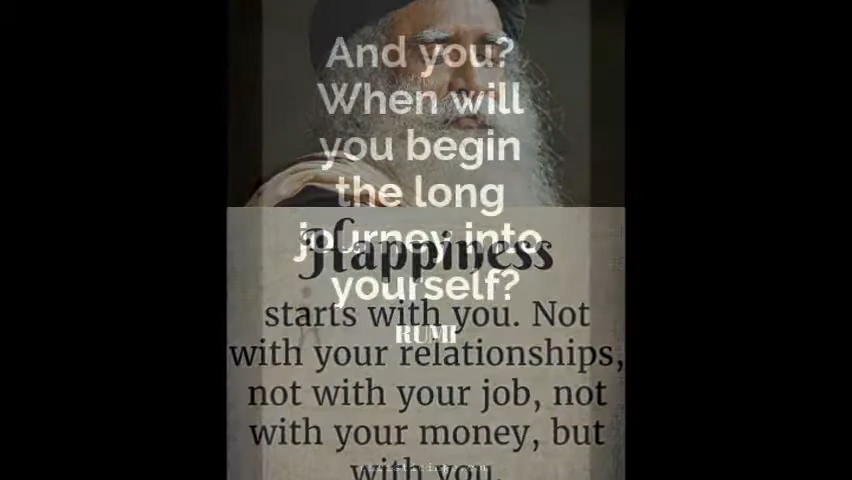 And you?
When will
you begin
the long
journey into
yourself?
RUMI
Happiness
starts with you. Not
with your relationships,
not with your job, not
with your money, but
with you.